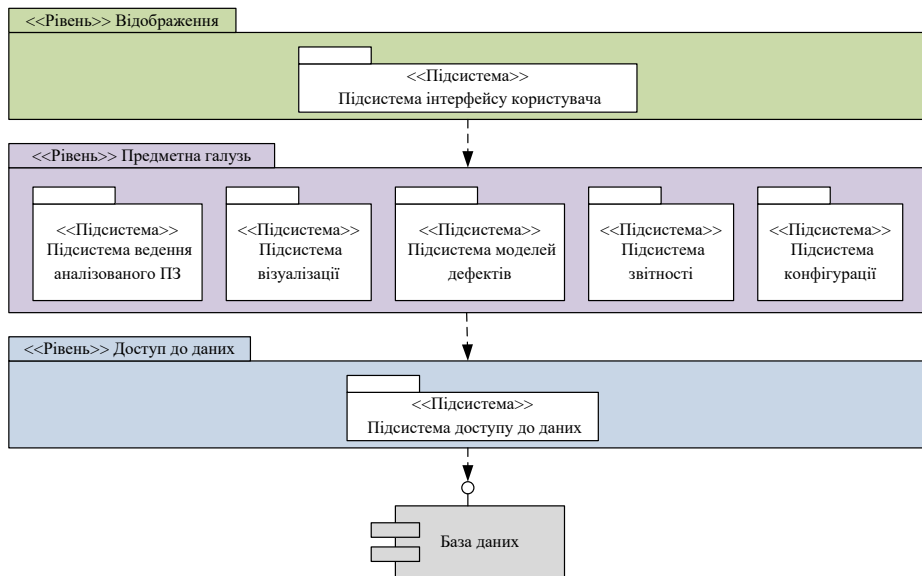 <<Рівень>> Відображення
<<Підсистема>>
Підсистема інтерфейсу користувача
<<Рівень>> Предметна галузь
<<Підсистема>>
Підсистема ведення
аналізованого ПЗ
<<Підсистема>>
Підсистема
візуалізації
<<Підсистема>>
Підсистема моделей
дефектів
<<Підсистема>>
Підсистема
звітності
<<Підсистема>>
Підсистема
конфігурації
<<Рівень>> Доступ до даних
<<Підсистема>>
Підсистема доступу до даних
База даних